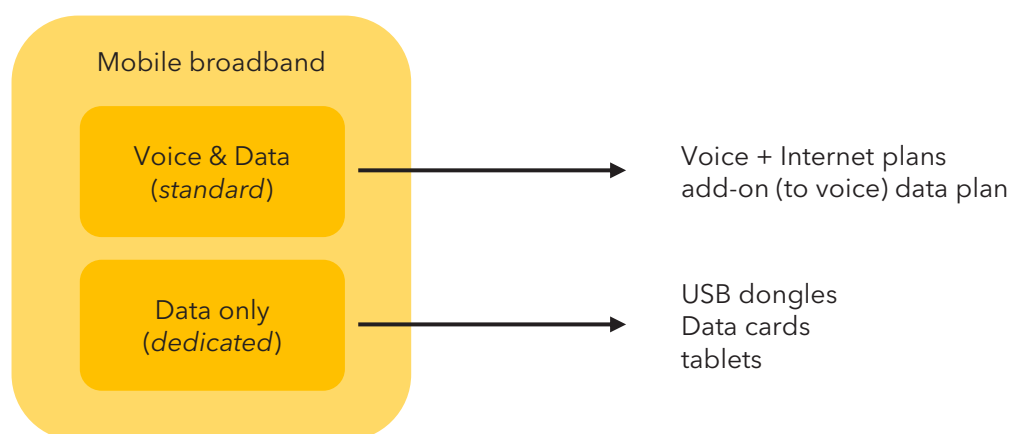 Mobile broadband
Voice & Data
(standard)
Voice + Internet plans
add-on (to voice) data plan
Data only
(dedicated)
USB dongles
Data cards
tablets